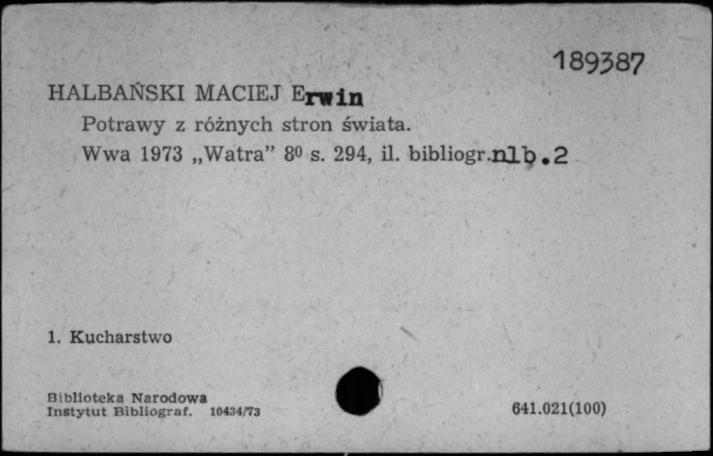 189387
HALBAŃSKI MACIEJ Erwin
Potrawy z różnych stron świata.
Wwa 1973 „Watra” 8⁰ s. 294, il. bibliogr.nlb.2
1. Kucharstwo
Biblioteka Narodowa
Instytut Bibliograf. 10434/73
641.021(100)